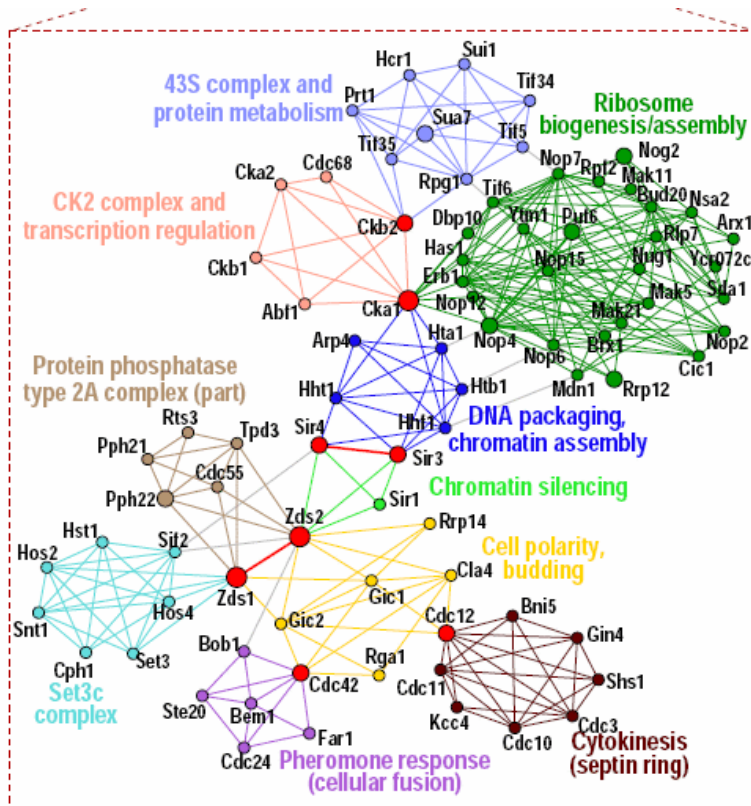 Sui1
Hcr1
43S complex and
protein metabolism
Tif34
Prt1
Sua7
Ribosome
biogenesis/assembly
Tif35
Tif5
Nop7
Rpf2
Nog2
Mak11
Cka2
Cdc68
Rpg1
Tif6
Bud20
Nsa2
CK2 complex and
transcription regulation
Ckb2
Dbp10
Ytm1
Puf6
Rlp7
Arx1
Has1
Nop15
Nug1
Ycr072c
Ckb1
Erb1
Sda1
Abf1
Cka1
Nop12
Mak5
Mak21
Arp4
Hta1
Nop4
Nop6
Brx1
Nop2
Cic1
Protein phosphatase
type 2A complex (part)
Hht1
Htb1
Mdn1
Rrp12
Rts3
Tpd3
Sir4
Hhf1
DNA packaging,
chromatin assembly
Pph21
Cdc55
Sir3
Pph22
Sir1
Chromatin silencing
Zds2
Hst1
Sif2
Rrp14
Hos2
Cell polarity,
budding
Cla4
Zds1
Gic1
Snt1
Hos4
Gic2
Cdc12
Bni5
Cph1
Set3
Bob1
Rga1
Gin4
Set3c
complex
Cdc42
Cdc11
Shs1
Ste20
Bem1
Kcc4
Cdc3
Far1
Cdc10
Cdc24
Pheromone response
(cellular fusion)
Cytokinesis
(septin ring)